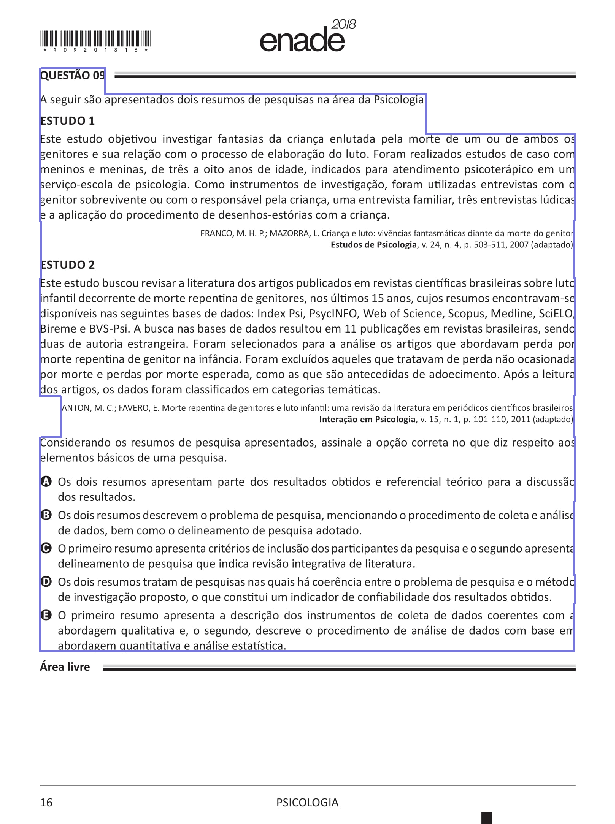 *R0920181 6*
enade2018
QUESTÃO 09
A seguir são apresentados dois resumos de pesquisas na área da Psicologia
ESTUDO 1
Este estudo objetivou investigar fantasias da criança enlutada pela morte de um ou de ambos os
genitores e sua relação com o processo de elaboração do luto. Foram realizados estudos de caso com
meninos e meninas, de três a oito anos de idade, indicados para atendimento psicoterápico em um
serviço-escola de psicologia. Como instrumentos de investigação, foram utilizadas entrevistas com o
genitor sobrevivente ou com o responsável pela criança, uma entrevista familiar, três entrevistas lúdicas
e a aplicação do procedimento de desenhos-estórias com a criança.
FRANCO, M. H. P.; MAZORRA, L. Criança e luto: vivências fantasmáticas diante da morte do genitor
Estudos de Psicologia, v. 24, n. 4, p. 503-511, 2007 (adaptado)
ESTUDO 2
Este estudo buscou revisar a literatura dos artigos publicados em revistas científicas brasileiras sobre luto
infantil decorrente de morte repentina de genitores, nos últimos 15 anos, cujos resumos encontravam-se
disponíveis nas seguintes bases de dados: Index Psi, PsycINFO, Web of Science, Scopus, Medline, SciELO,
Bireme e BVS-Psi. A busca nas bases de dados resultou em 11 publicações em revistas brasileiras, sendo
duas de autoria estrangeira. Foram selecionados para a análise os artigos que abordavam perda por
morte repentina de genitor na infância. Foram excluídos aqueles que tratavam de perda não ocasionada
por morte e perdas por morte esperada, como as que são antecedidas de adoecimento. Após a leitura
dos artigos, os dados foram classificados em categorias temáticas.
ANTON, M. C.; FAVERO, E. Morte repentina de genitores e luto infantil: uma revisão da literatura em periódicos científicos brasileiros
Interação em Psicologia, v. 15, n. 1, p. 101-110, 2011 (adaptado)
Considerando os resumos de pesquisa apresentados, assinale a opção correta no que diz respeito aos
elementos básicos de uma pesquisa.
A Os dois resumos apresentam parte dos resultados obtidos e referencial teórico para a discussão
dos resultados.
B Os dois resumos descrevem o problema de pesquisa, mencionando o procedimento de coleta e análise
de dados, bem como o delineamento de pesquisa adotado.
C O primeiro resumo apresenta critérios de inclusão dos participantes da pesquisa e o segundo apresenta
delineamento de pesquisa que indica revisão integrativa de literatura.
D Os dois resumos tratam de pesquisas nas quais há coerência entre o problema de pesquisa e o método
de investigação proposto, o que constitui um indicador de confiabilidade dos resultados obtidos.
E O primeiro resumo apresenta a descrição dos instrumentos de coleta de dados coerentes com a
abordagem qualitativa e, o segundo, descreve o procedimento de análise de dados com base em
abordagem quantitativa e análise estatística.
Área livre
16
PSICOLOGIA